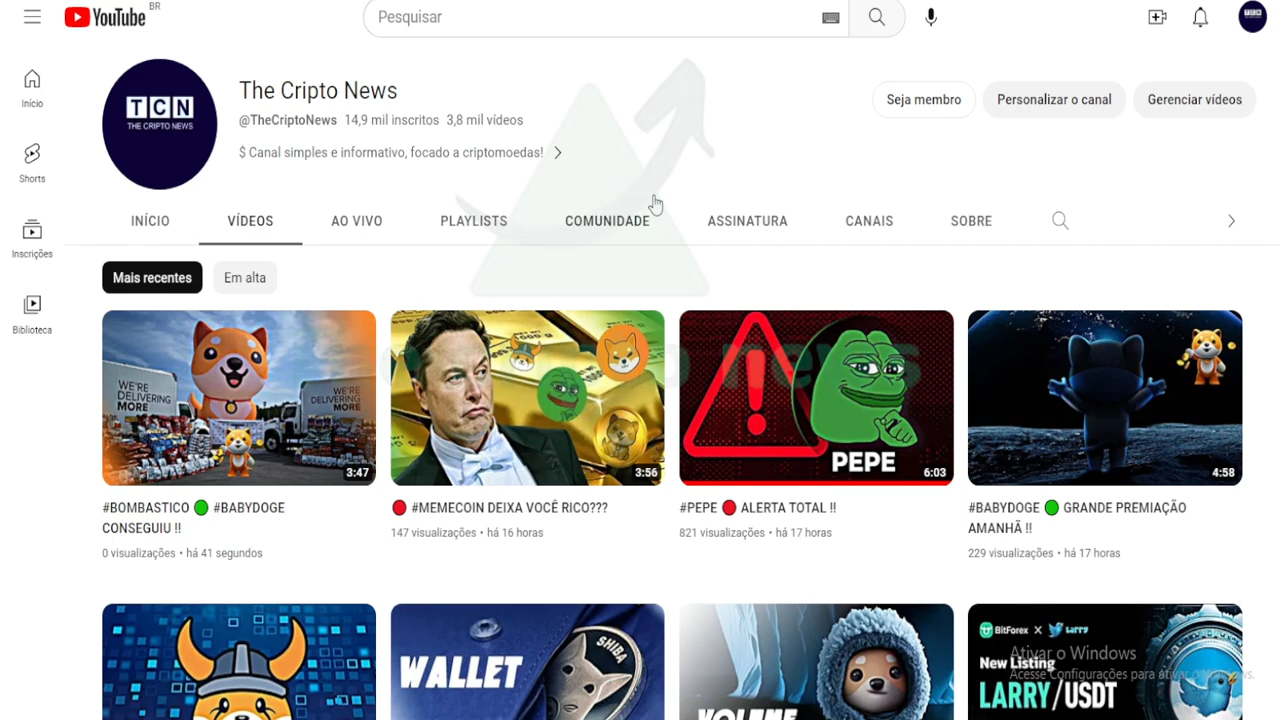 YouTube BR
Pesquisar
TCN
THE CRIPTO NEWS
The Cripto News
@TheCriptoNews 14,9 mil inscritos 3,8 mil vídeos
$ Canal simples e informativo, focado a criptomoedas!
Seja membro
Personalizar o canal
Gerenciar vídeos
Início
Shorts
Inscrições
Biblioteca
INÍCIO VÍDEOS AO VIVO PLAYLISTS COMUNIDADE ASSINATURA CANAIS SOBRE
Mais recentes Em alta
WE'RE
DELIVERING
MORE
WE'RE
DELIVERING
MORE
3:47
3:56
PEPE
6:03
4:58
#BOMBASTICO 🟢 #BABYDOGE
CONSEGUIU !!
0 visualizações • há 41 segundos
🔴 #MEMECOIN DEIXA VOCÊ RICO???
147 visualizações • há 16 horas
#PEPE 🔴 ALERTA TOTAL !!
821 visualizações • há 17 horas
#BABYDOGE 🟢 GRANDE PREMIAÇÃO
AMANHÃ !!
229 visualizações • há 17 horas
WALLET
SHIBA
VOLUME
BitForex X Larry
New Listing
LARRY/USDT
Ativar o Windows
Acesse Configurações para ativar o Windows.
news